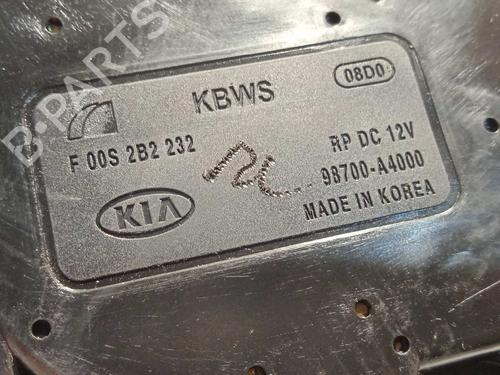 B-PARTS
KBWS
08D0
F 00S 2B2 232
RP DC 12V
98700-A4000
KIA
MADE IN KOREA